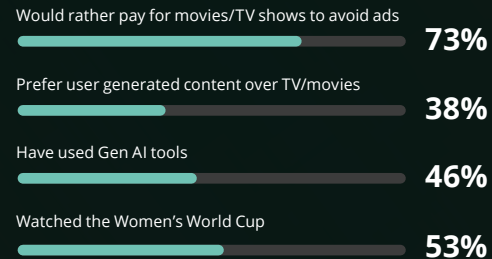 Would rather pay for movies/TV shows to avoid ads
73%
Prefer user generated content over TV/movies
38%
Have used Gen AI tools
46%
Watched the Women’s World Cup
53%